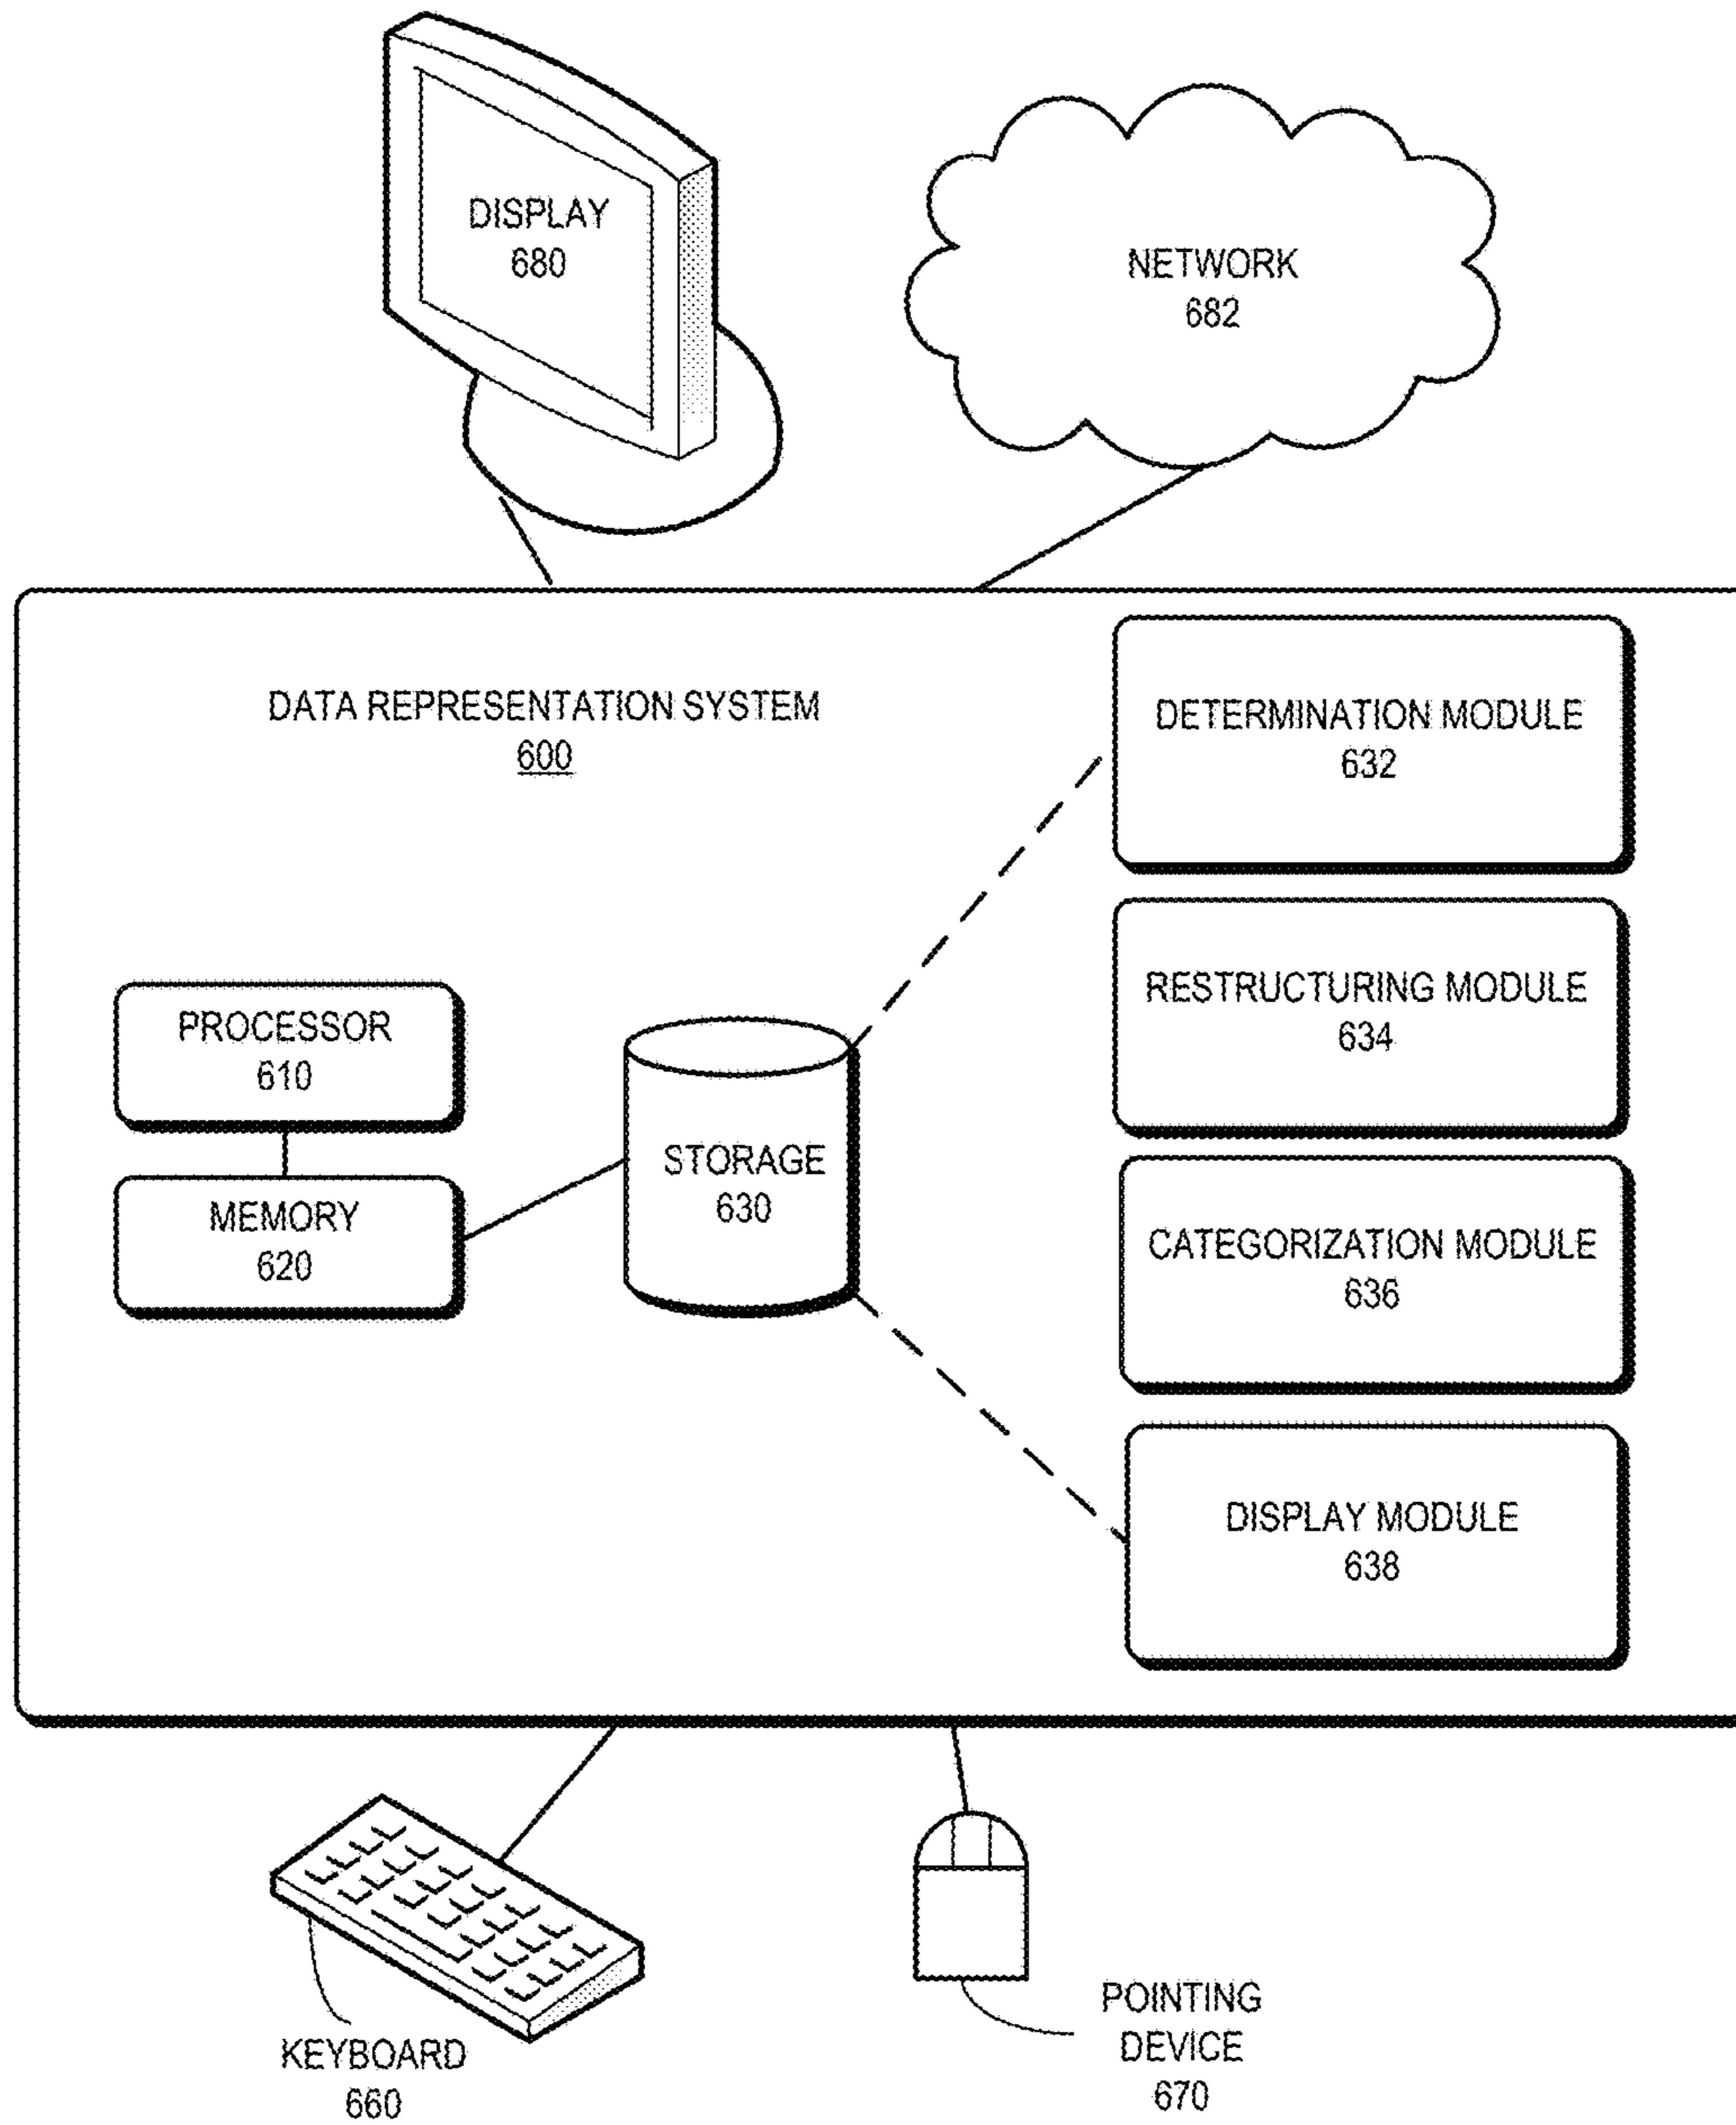 DISPLAY
680
NETWORK
682
DATA REPRESENTATION SYSTEM
600
DETERMINATION MODULE
632
RESTRUCTURING MODULE
634
PROCESSOR
610
MEMORY
620
STORAGE
630
CATEGORIZATION MODULE
636
DISPLAY MODULE
638
KEYBOARD
660
POINTING
DEVICE
670